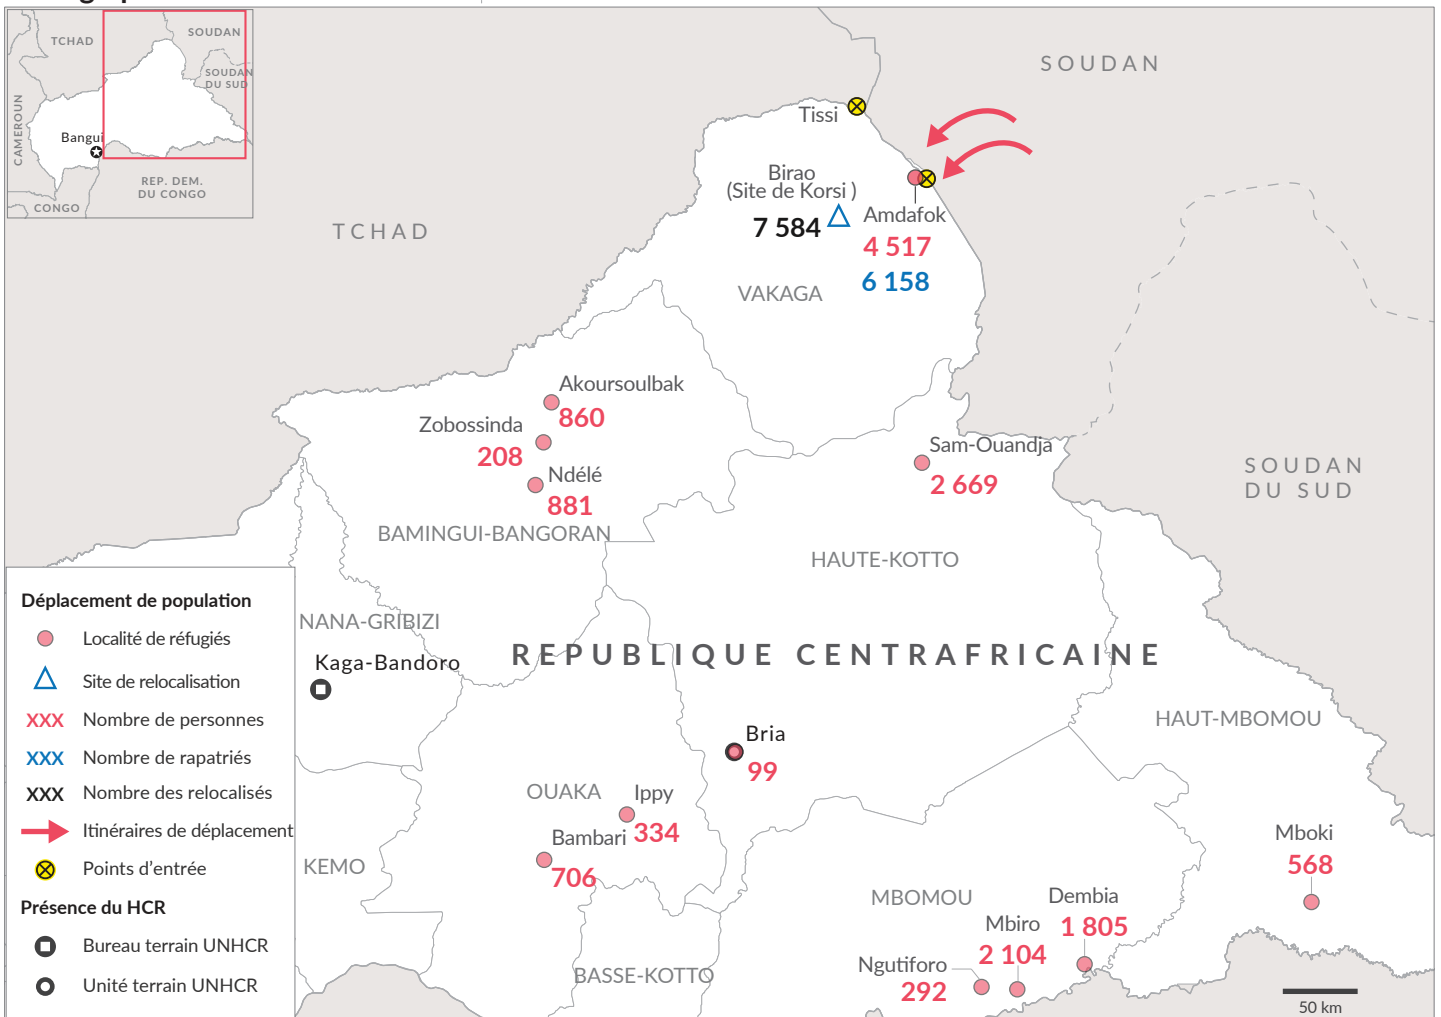 TCHAD
SOUDAN
SOUDAN
DU SUD
CAMEROUN
Bangui
REP. DEM.
DU CONGO
CONGO
SOUDAN
Tissi
Birao
(Site de Korsi )
7 584
Amdafok
4 517
6 158
TCHAD
VAKAGA
Akoursoulbak
860
Zobossinda
208
Ndélé
881
Sam-Ouandja
2 669
SOUDAN
DU SUD
BAMINGUI-BANGORAN
HAUTE-KOTTO
Déplacement de population
Localité de réfugiés
Site de relocalisation
XXX Nombre de personnes
XXX Nombre de rapatriés
XXX Nombre des relocalisés
Itinéraires de déplacement
Points d'entrée
Présence du HCR
Bureau terrain UNHCR
Unité terrain UNHCR
NANA-GRIBIZI
Kaga-Bandoro
REPUBLIQUE CENTRAFRICAINE
HAUT-MBOMOU
Bria
99
OUAKA
Ippy
334
Bambari
706
KEMO
Mboki
568
MBOMOU
Dembia
1 805
Mbiro
2 104
Ngutiforo
292
BASSE-KOTTO
50 km